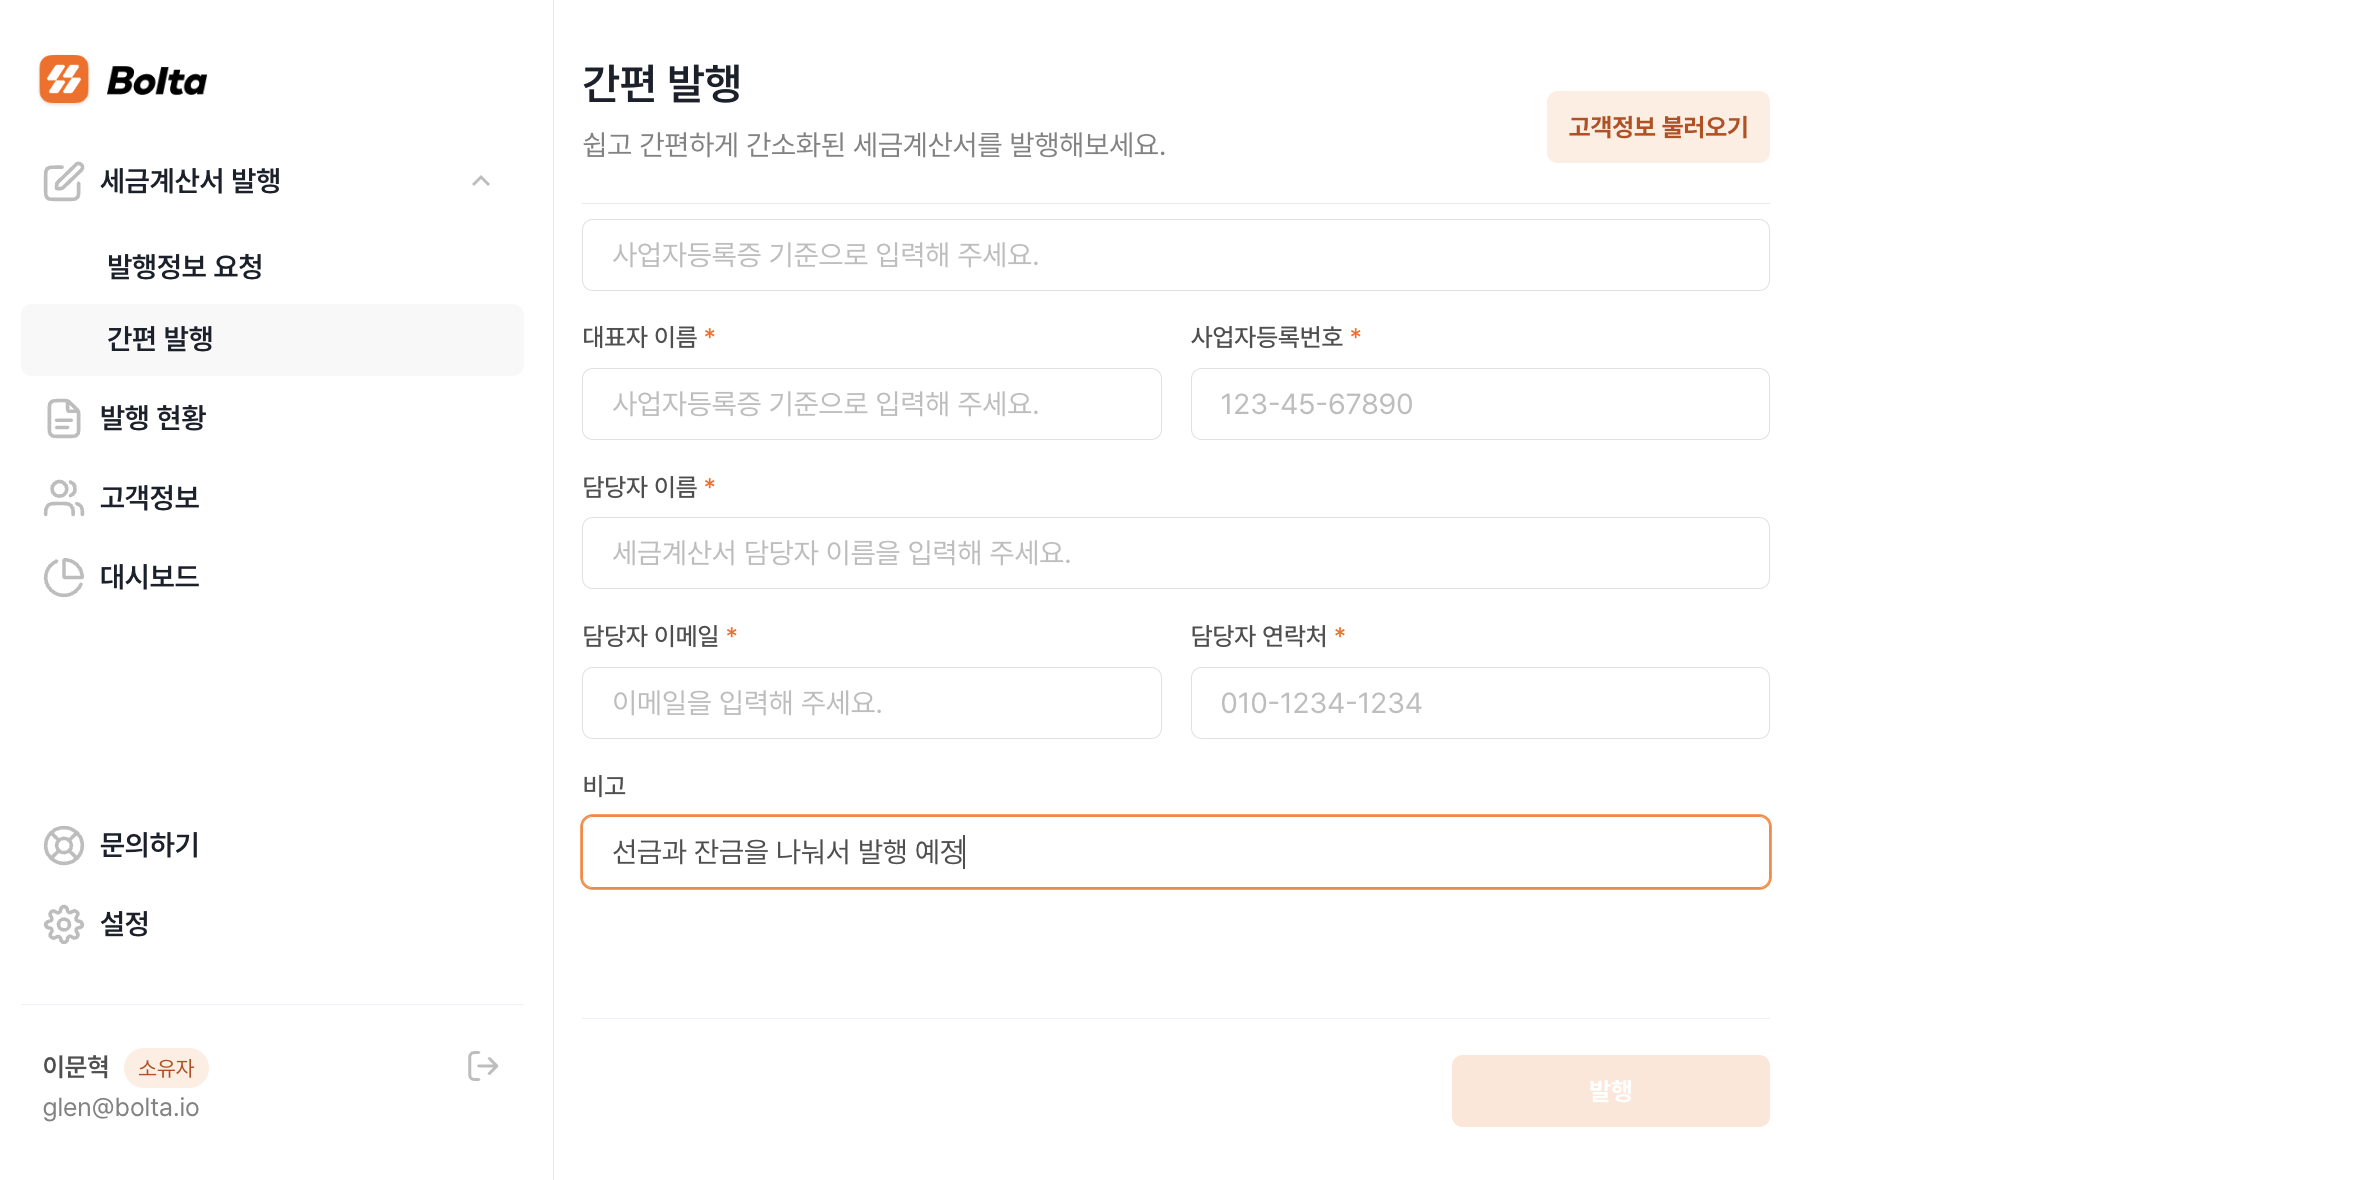 Bolta
세금계산서 발행
발행정보 요청
간편 발행
발행 현황
고객정보
대시보드
문의하기
설정
이문혁 소유자
glen@bolta.io
간편 발행
쉽고 간편하게 간소화된 세금계산서를 발행해보세요.
고객정보 불러오기
사업자등록증 기준으로 입력해 주세요.
대표자 이름 * 사업자등록번호 *
사업자등록증 기준으로 입력해 주세요. 123-45-67890
담당자 이름 *
세금계산서 담당자 이름을 입력해 주세요.
담당자 이메일 * 담당자 연락처 *
이메일을 입력해 주세요. 010-1234-1234
비고
선금과 잔금을 나눠서 발행 예정
발행